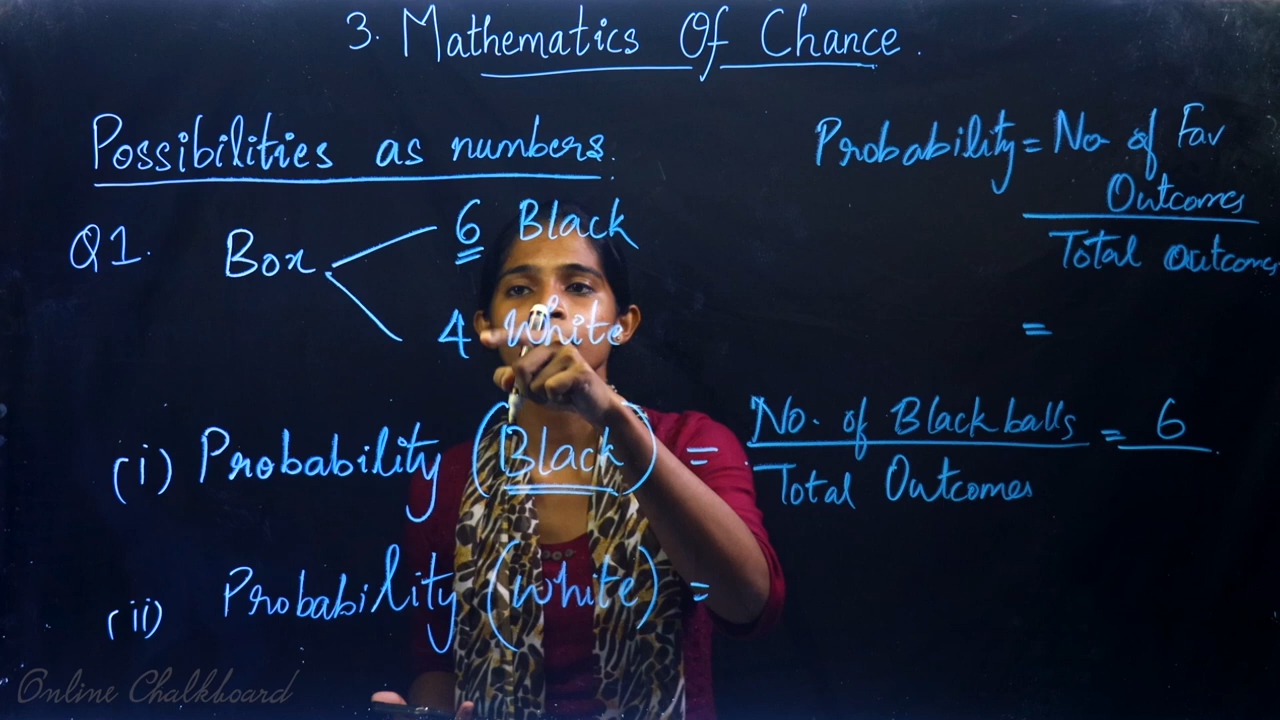 3. Mathematics Of Chance.
Possibilities as numbers.
Probability = No of Fav
Outcomes
Total outcomes
=
Q1. Box
6 Black
4 White
(i) Probability (Black) = No. of Black balls = 6
Total Outcomes
(ii) Probability (White) =
Online Chalkboard